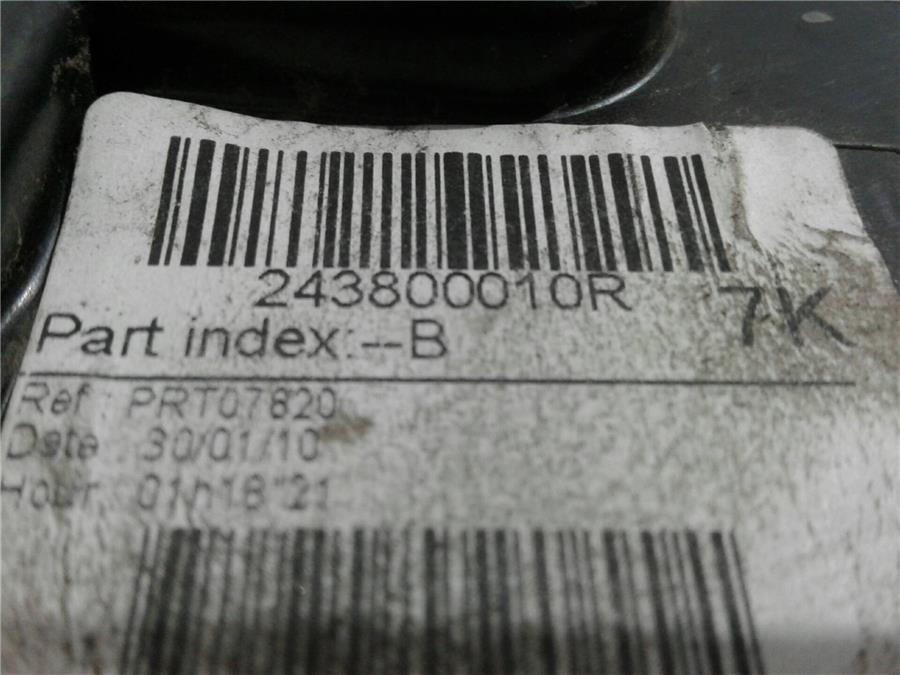 243800010R 7K
Part index:--B
Ref : PRT07820
Date : 30/01/10
Hour : 01h18"21